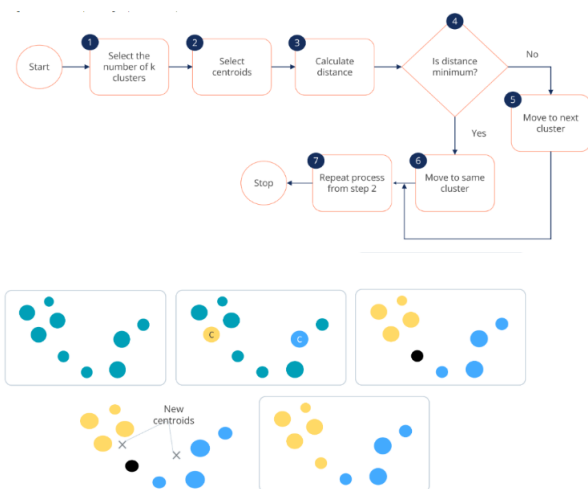 Start
1
Select the
number of k
clusters
2
Select
centroids
3
Calculate
distance
4
Is distance
minimum?
No
5
Move to next
cluster
Yes
6
Move to same
cluster
7
Repeat process
from step 2
Stop
C
C
New
centroids